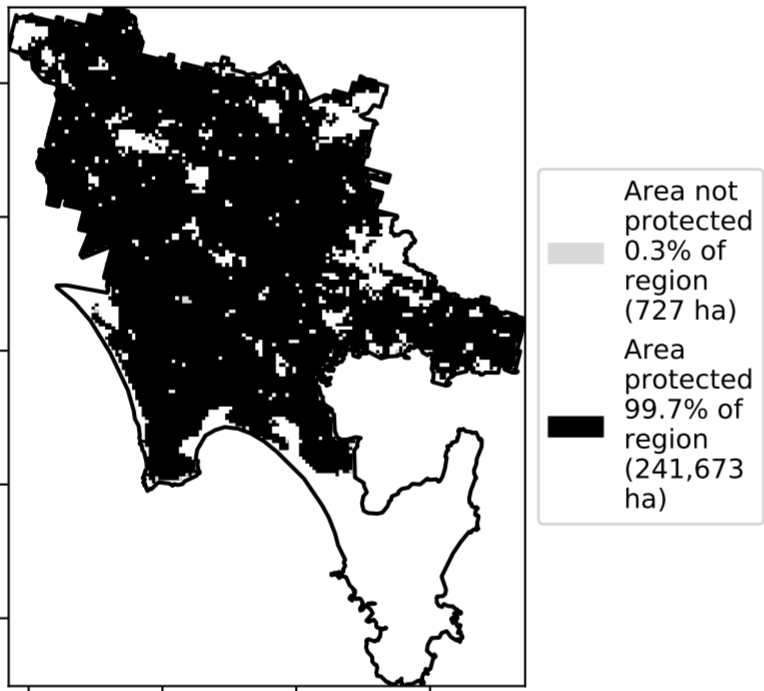 Area not
protected
0.3% of
region
(727 ha)
Area
protected
99.7% of
region
(241,673
ha)